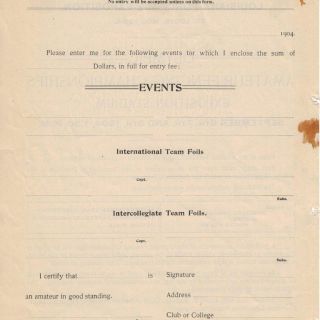 No entry will be accepted unless on this form.
1904.
Please enter me for the following events for which I enclose the sum of
Dollars, in full for entry fee:
EVENTS
International Team Foils
Capt.
Subs.
Intercollegiate Team Foils.
Capt.
Subs.
I certify that is Signature
an amateur in good standing. Address
Club or College